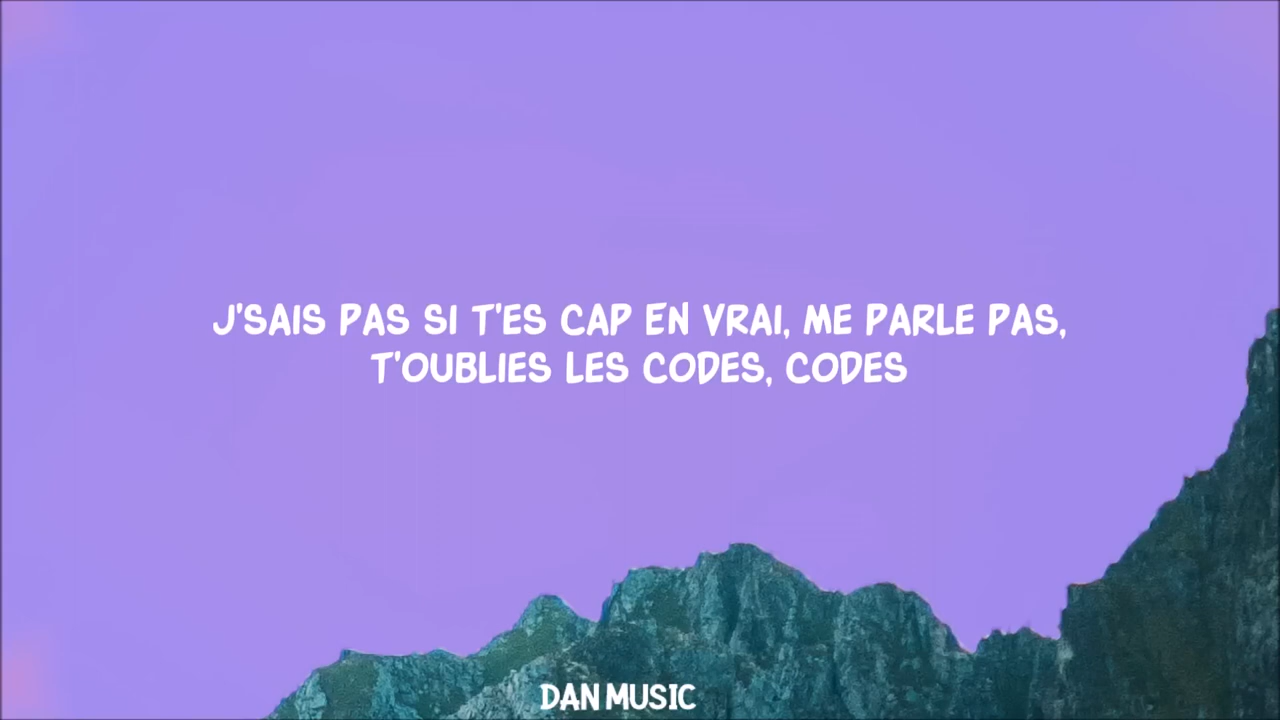 J'SAIS PAS SI T'ES CAP EN VRAI, ME PARLE PAS,
T'OUBLIES LES CODES, CODES
DAN MUSIC